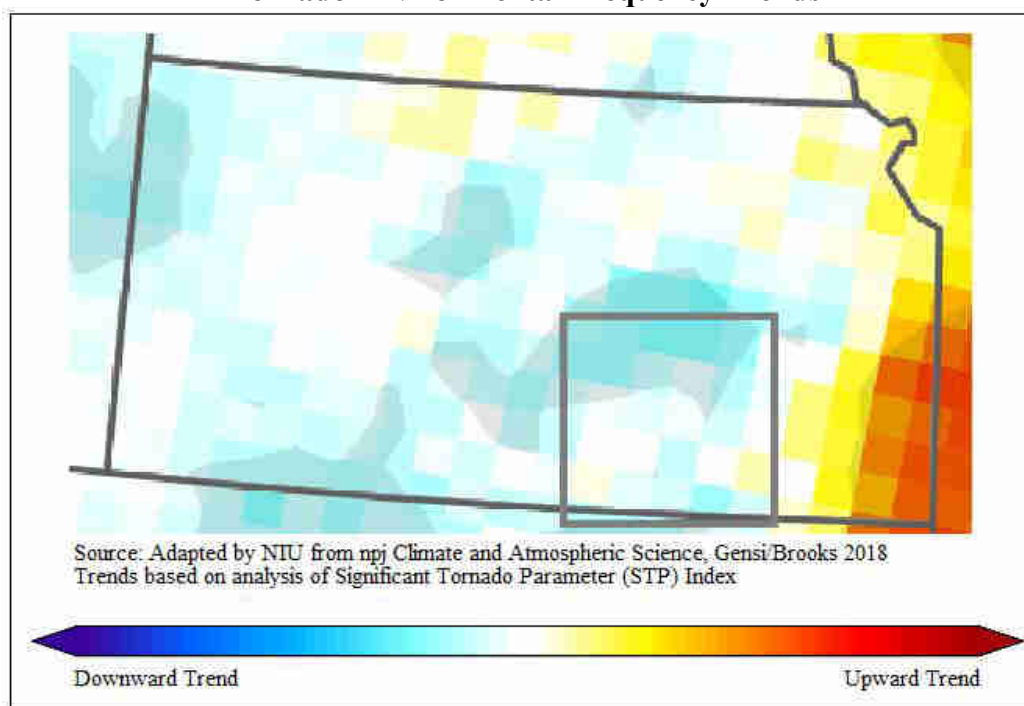 Source: Adapted by NIU from npj Climate and Atmospheric Science, Gensi/Brooks 2018
Trends based on analysis of Significant Tornado Parameter (STP) Index
Downward Trend
Upward Trend